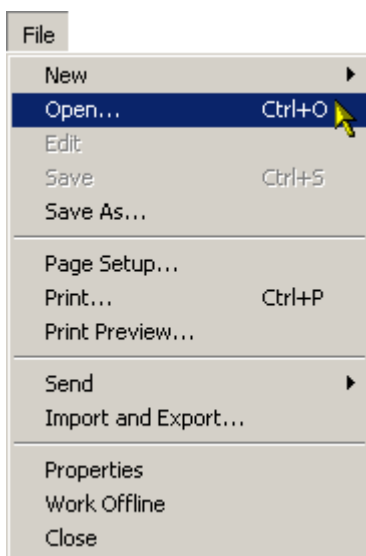 File
New
Open... Ctrl+O
Edit
Save Ctrl+S
Save As...
Page Setup...
Print... Ctrl+P
Print Preview...
Send
Import and Export...
Properties
Work Offline
Close